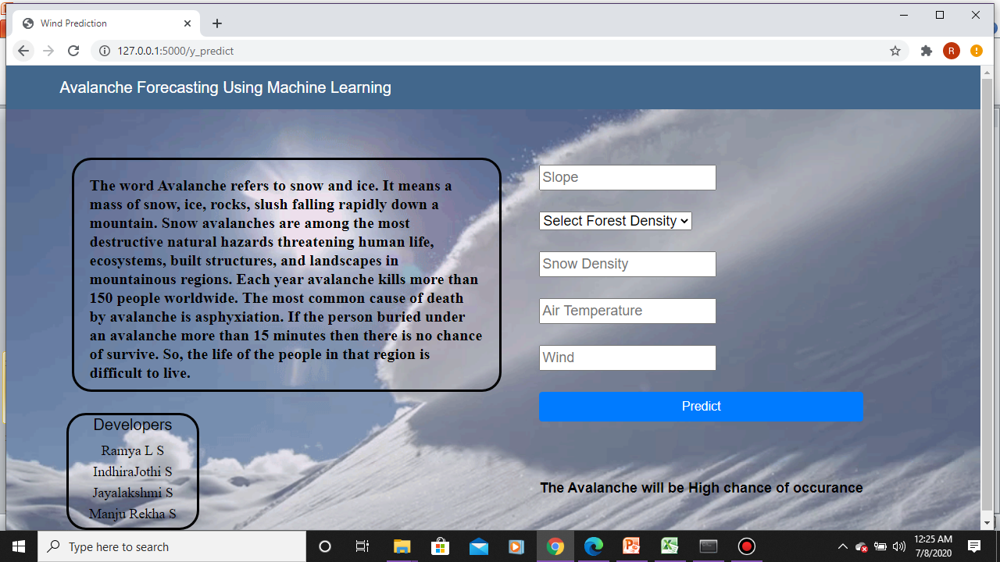 Wind Prediction
127.0.0.1:5000/y_predict
R
Avalanche Forecasting Using Machine Learning
The word Avalanche refers to snow and ice. It means a
mass of snow, ice, rocks, slush falling rapidly down a
mountain. Snow avalanches are among the most
destructive natural hazards threatening human life,
ecosystems, built structures, and landscapes in
mountainous regions. Each year avalanche kills more than
150 people worldwide. The most common cause of death
by avalanche is asphyxiation. If the person buried under
an avalanche more than 15 minutes then there is no chance
of survive. So, the life of the people in that region is
difficult to live.
Developers
Ramya L S
IndhiraJothi S
Jayalakshmi S
Manju Rekha S
Slope
Select Forest Density
Snow Density
Air Temperature
Wind
Predict
The Avalanche will be High chance of occurance
Type here to search
12:25 AM
7/8/2020